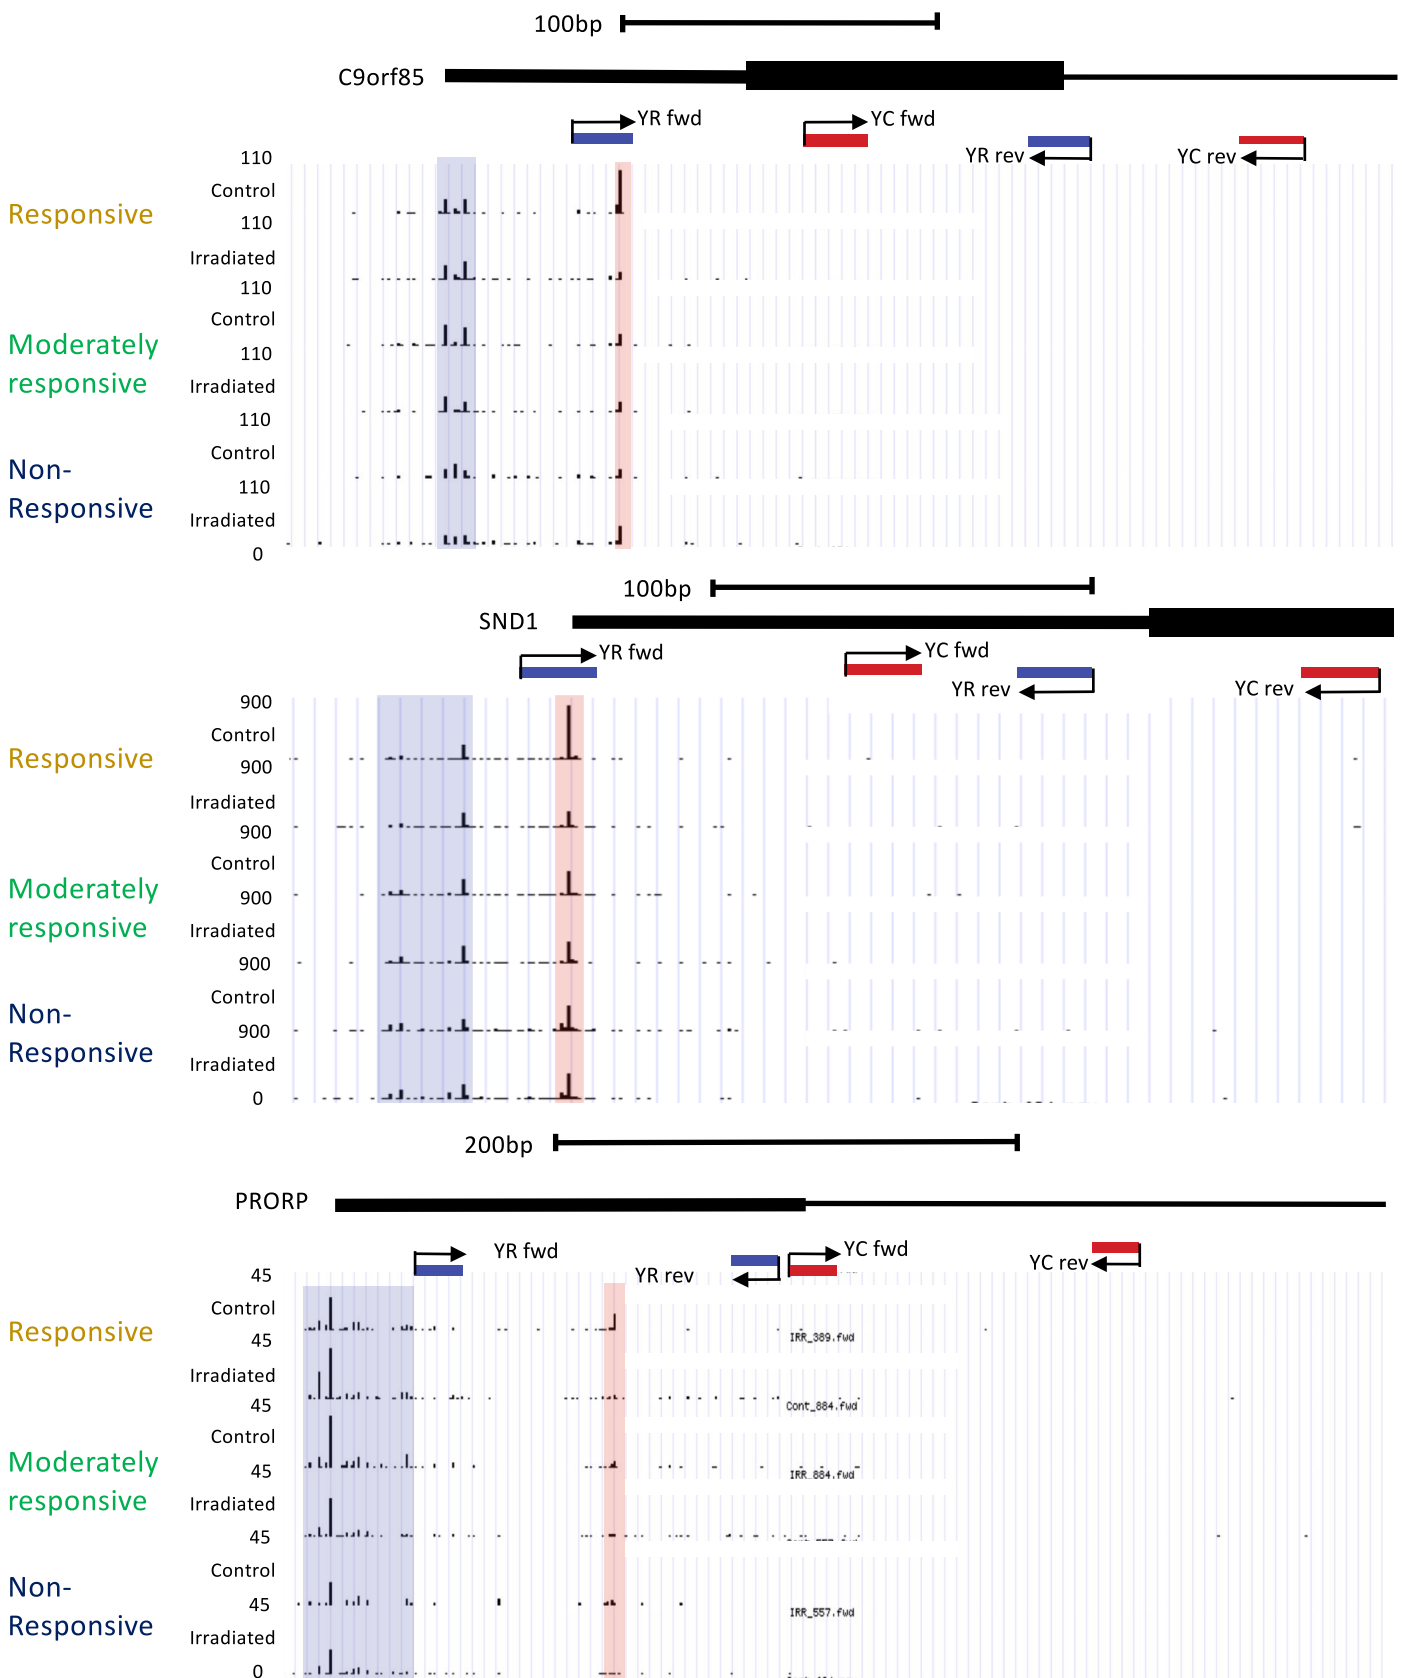 100bp
C9orf85
YR fwd
YC fwd
YR rev
YC rev
110
Control
Responsive
110
Irradiated
110
Control
Moderately
responsive
110
Irradiated
110
Control
Non-
Responsive
110
Irradiated
0
100bp
SND1
YR fwd
YC fwd
YR rev
YC rev
900
Control
Responsive
900
Irradiated
900
Control
Moderately
responsive
900
Irradiated
900
Control
Non-
Responsive
900
Irradiated
0
200bp
PRORP
YR fwd
YC fwd
YR rev
YC rev
45
Control
Responsive
IRR_389.fwd
45
Irradiated
45
Cont_884.fwd
Control
Moderately
responsive
45
IRR_884.fwd
Irradiated
45
Control
Non-
Responsive
45
IRR_557.fwd
Irradiated
0